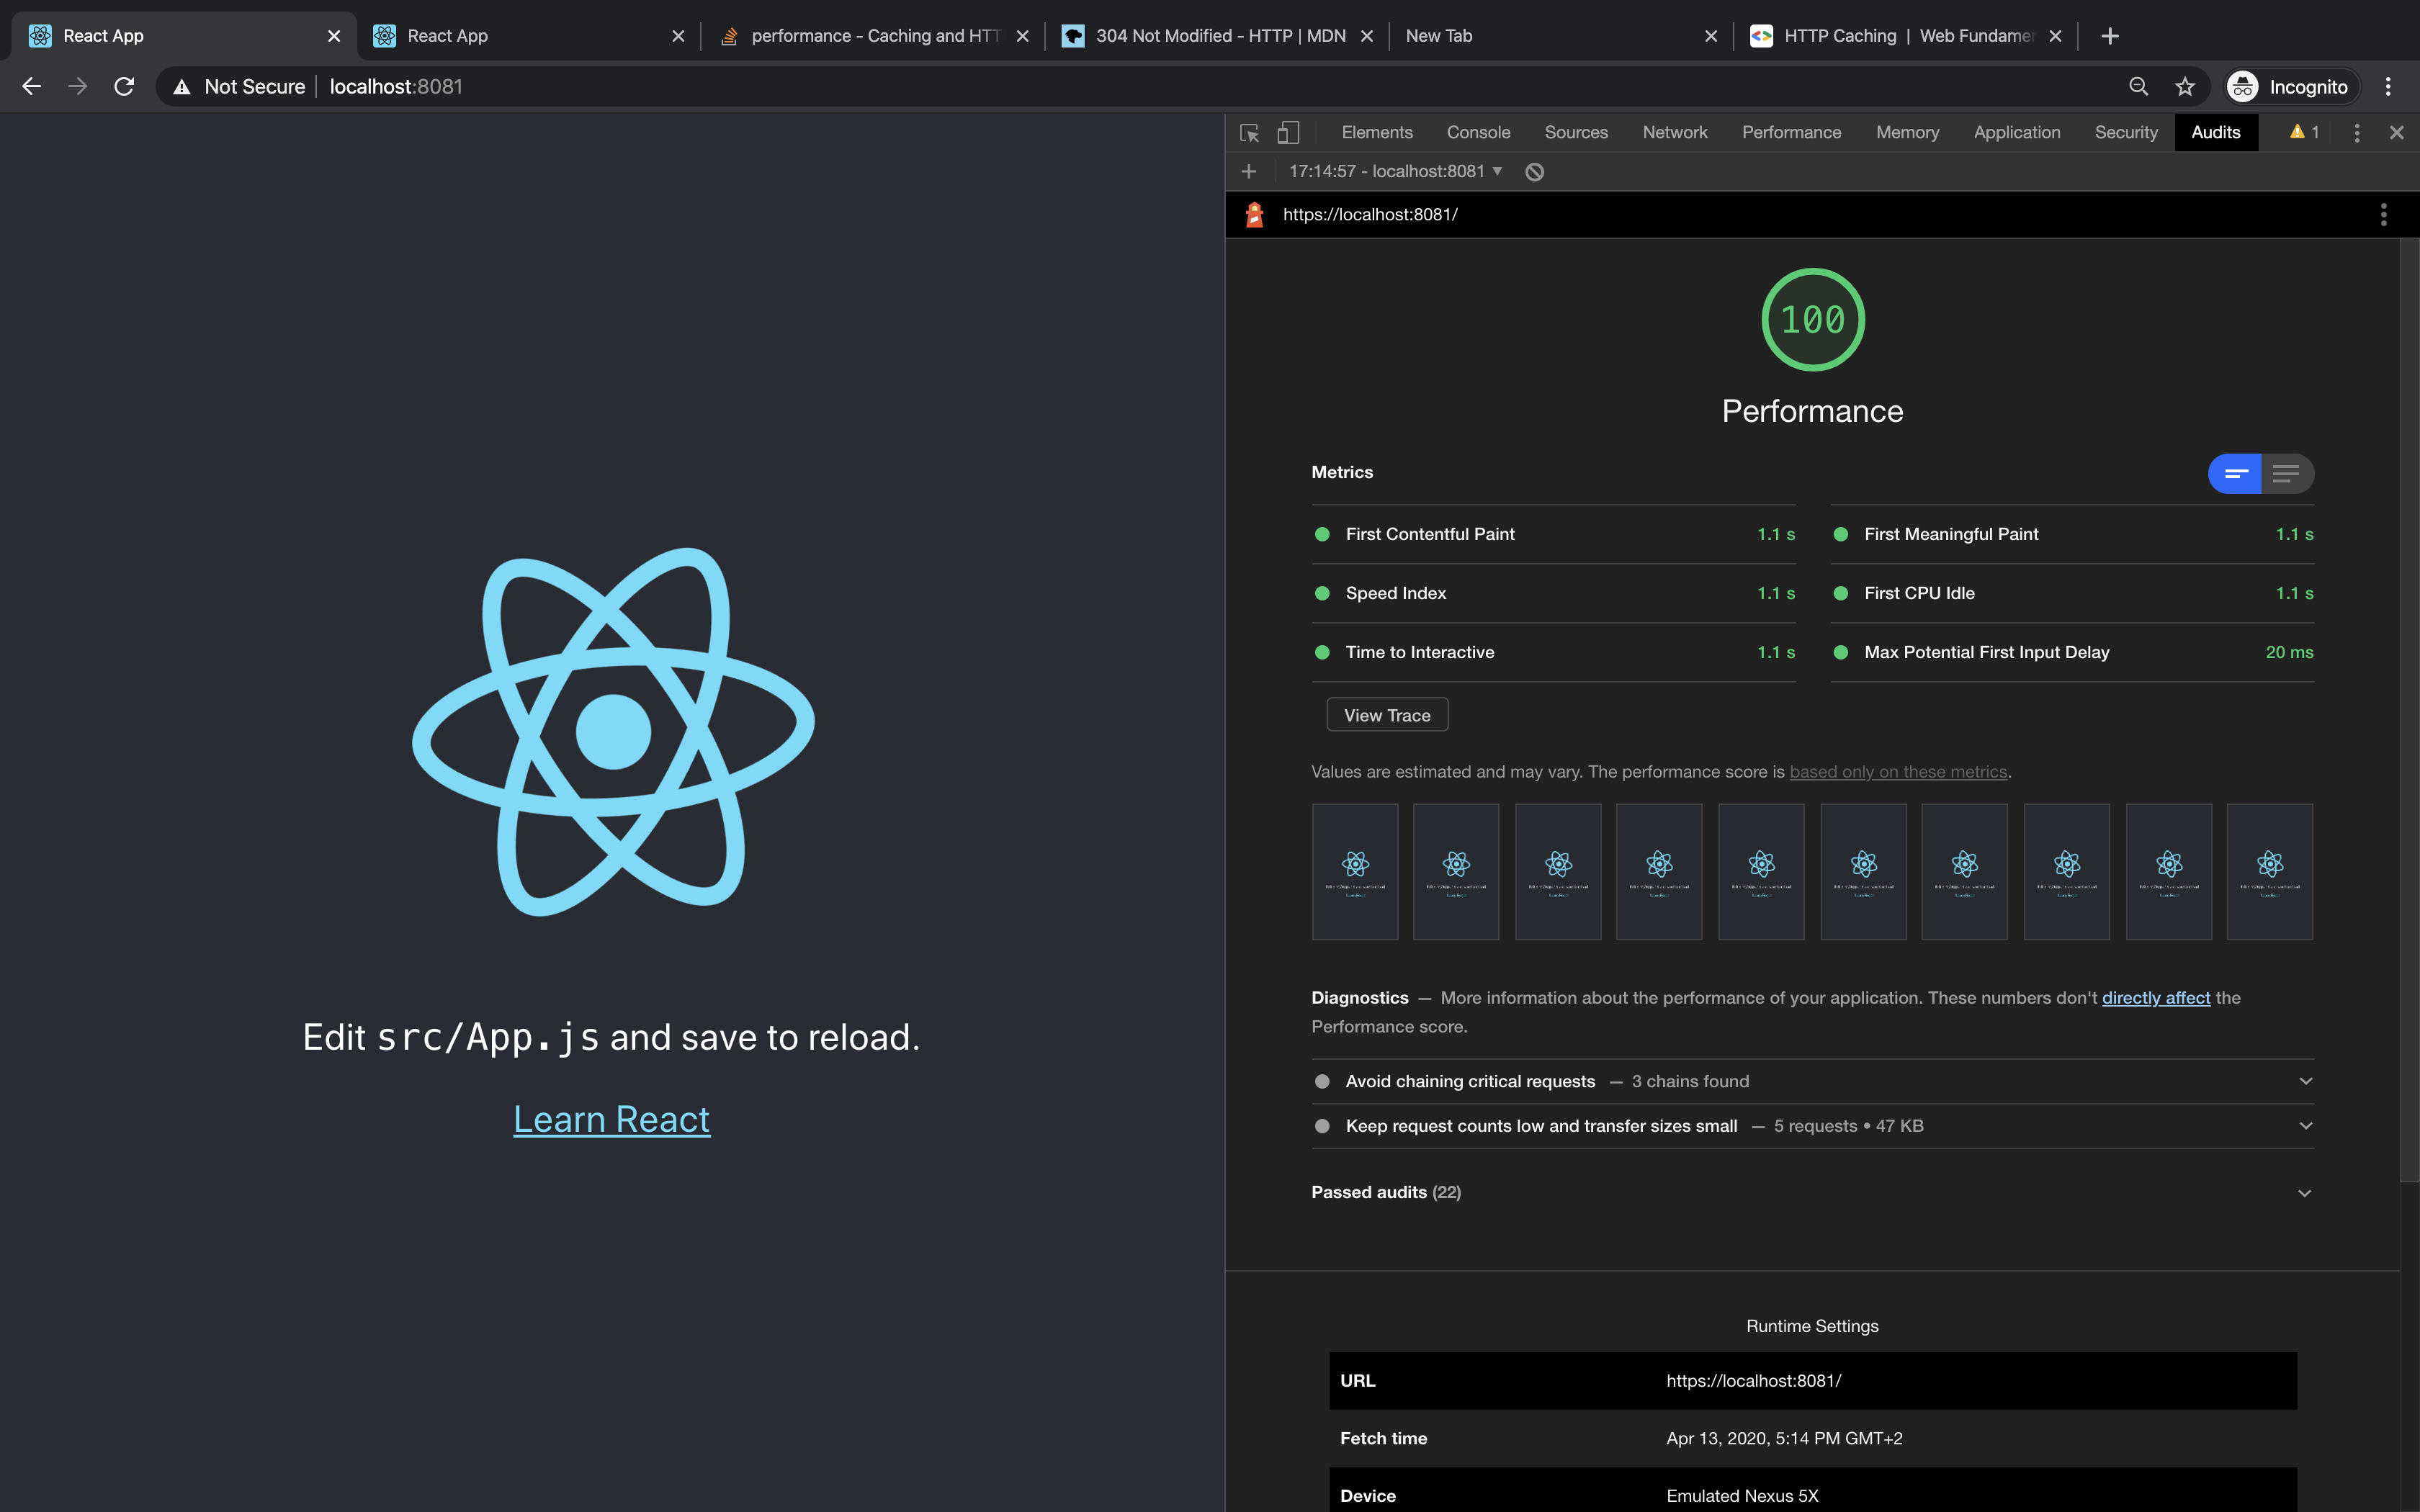 React App
React App
performance - Caching and HTT
304 Not Modified - HTTP | MDN
New Tab
HTTP Caching | Web Fundamen
Not Secure
localhost:8081
Incognito
Elements Console Sources Network Performance Memory Application Security Audits 1
17:14:57 - localhost:8081
https://localhost:8081/
100
Performance
Metrics
First Contentful Paint 1.1 s
First Meaningful Paint 1.1 s
Speed Index 1.1 s
First CPU Idle 1.1 s
Time to Interactive 1.1 s
Max Potential First Input Delay 20 ms
View Trace
Values are estimated and may vary. The performance score is based only on these metrics.
Diagnostics — More information about the performance of your application. These numbers don't directly affect the
Performance score.
Avoid chaining critical requests — 3 chains found
Keep request counts low and transfer sizes small — 5 requests • 47 KB
Passed audits (22)
Runtime Settings
URL https://localhost:8081/
Fetch time Apr 13, 2020, 5:14 PM GMT+2
Device Emulated Nexus 5X
Edit src/App.js and save to reload.
Learn React